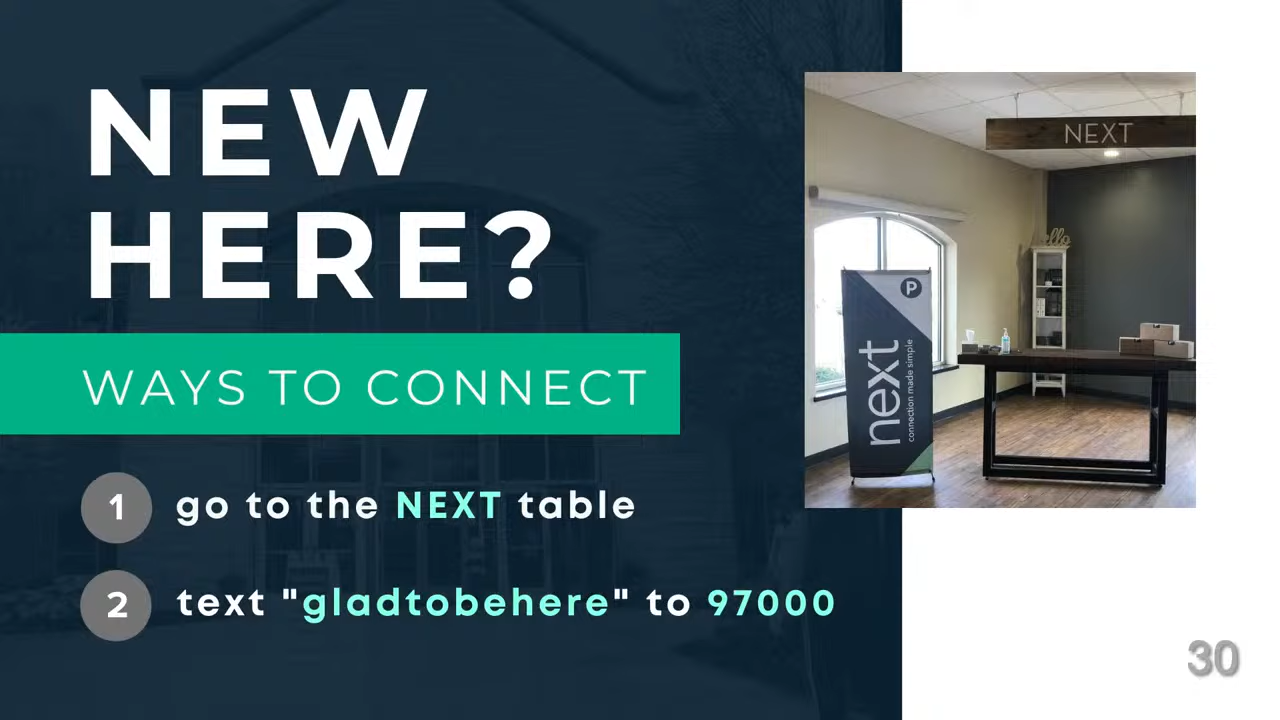 NEW
HERE?
WAYS TO CONNECT
1 go to the NEXT table
2 text "gladtobehere" to 97000
NEXT
hello
P
next
connection made simple
30